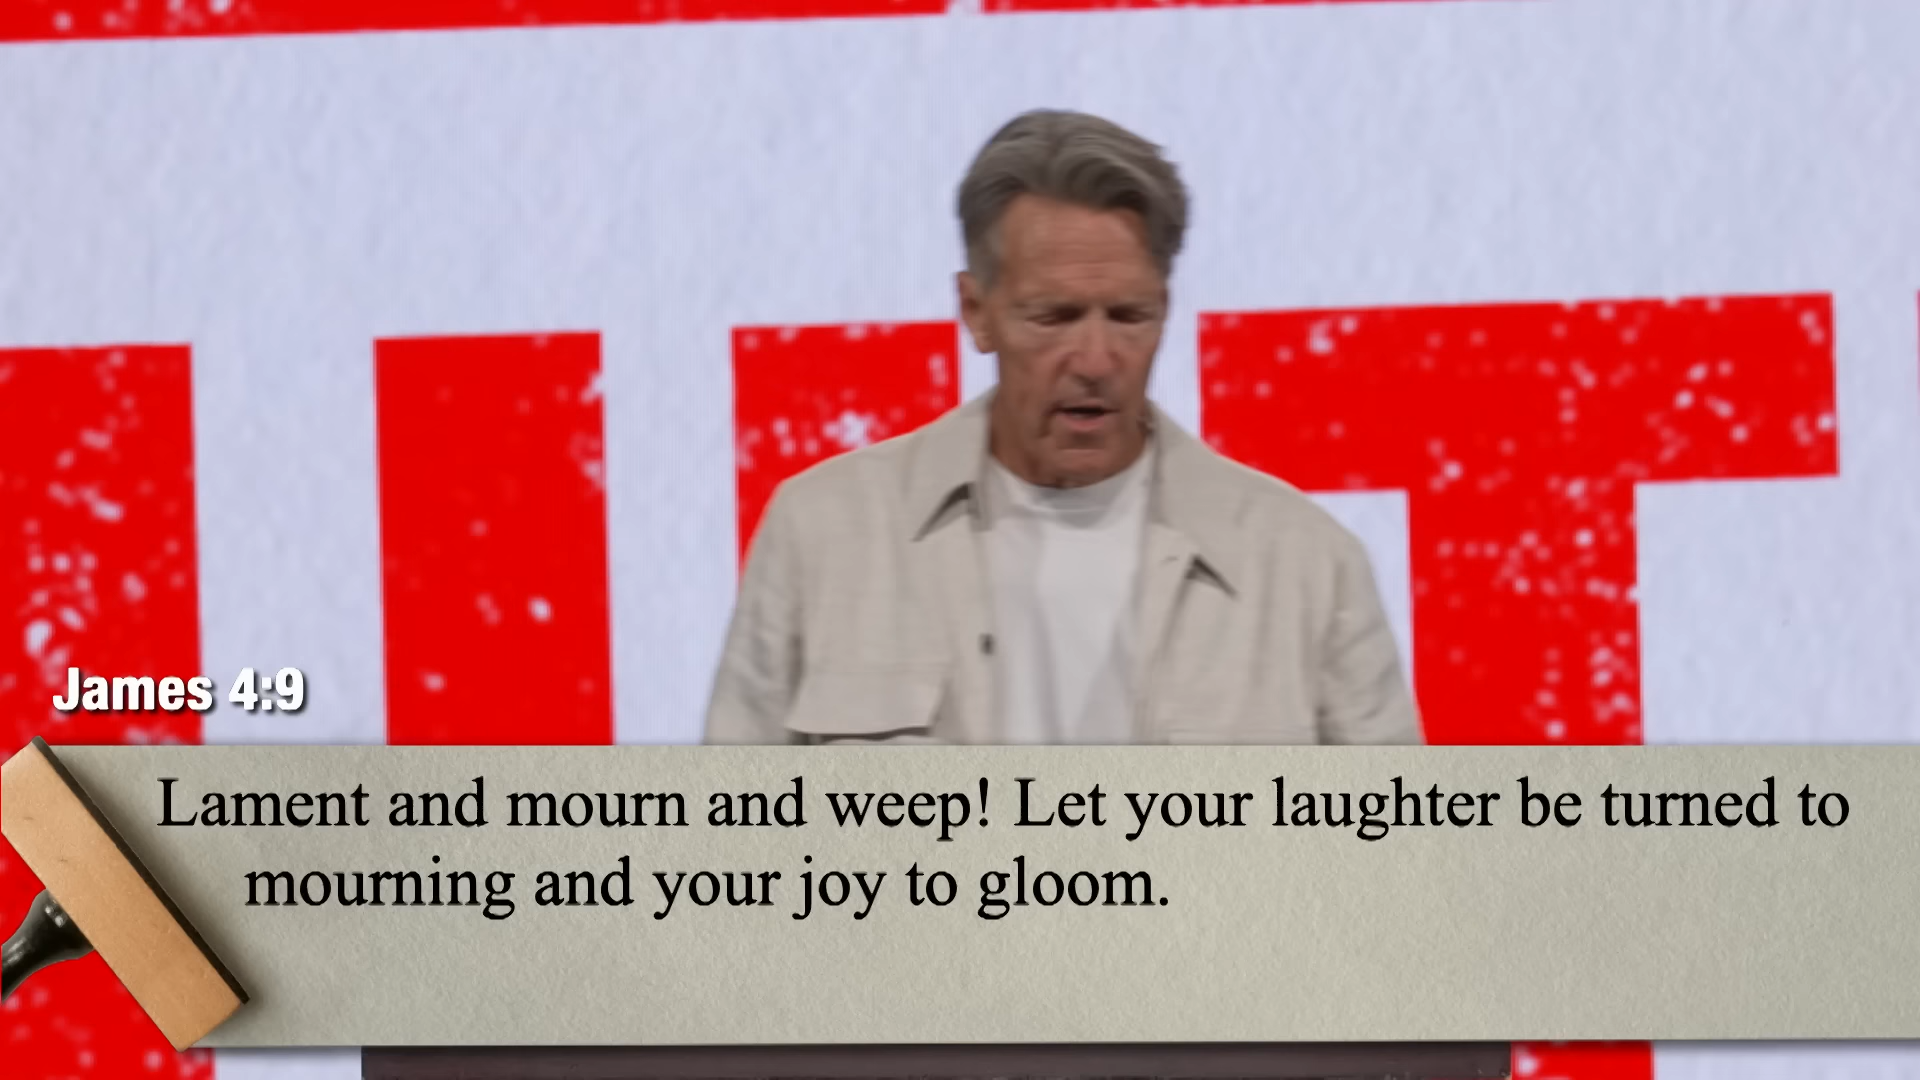 James 4:9
Lament and mourn and weep! Let your laughter be turned to
mourning and your joy to gloom.